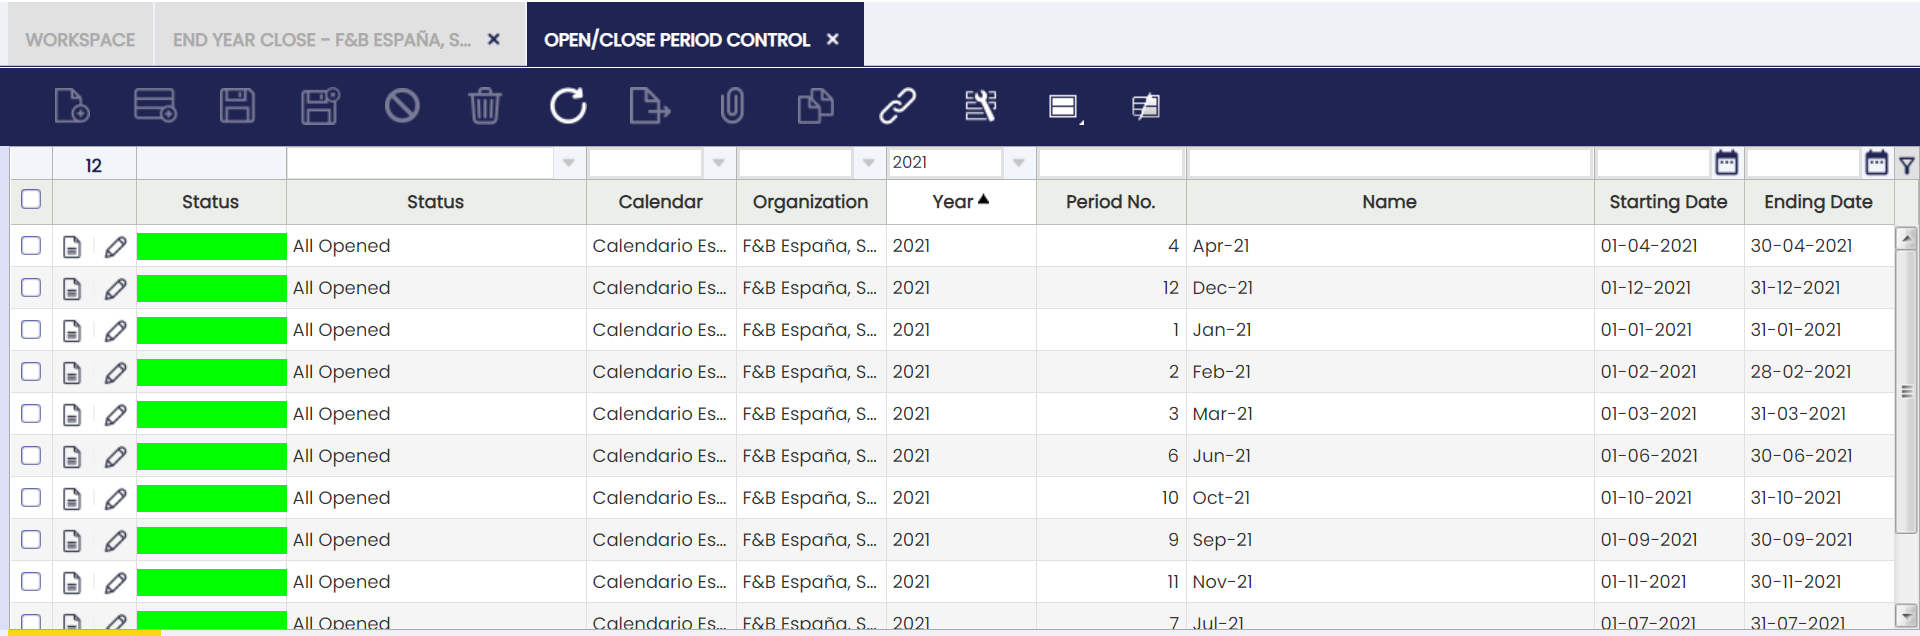 WORKSPACE END YEAR CLOSE - F&B ESPAÑA, S... × OPEN/CLOSE PERIOD CONTROL ×
12 2021
Status Status Calendar Organization Year Period No. Name Starting Date Ending Date
All Opened Calendario Es... F&B España, S... 2021 4 Apr-21 01-04-2021 30-04-2021
All Opened Calendario Es... F&B España, S... 2021 12 Dec-21 01-12-2021 31-12-2021
All Opened Calendario Es... F&B España, S... 2021 1 Jan-21 01-01-2021 31-01-2021
All Opened Calendario Es... F&B España, S... 2021 2 Feb-21 01-02-2021 28-02-2021
All Opened Calendario Es... F&B España, S... 2021 3 Mar-21 01-03-2021 31-03-2021
All Opened Calendario Es... F&B España, S... 2021 6 Jun-21 01-06-2021 30-06-2021
All Opened Calendario Es... F&B España, S... 2021 10 Oct-21 01-10-2021 31-10-2021
All Opened Calendario Es... F&B España, S... 2021 9 Sep-21 01-09-2021 30-09-2021
All Opened Calendario Es... F&B España, S... 2021 11 Nov-21 01-11-2021 30-11-2021
All Opened Calendario Es... F&B España, S... 2021 7 Jul-21 01-07-2021 31-07-2021